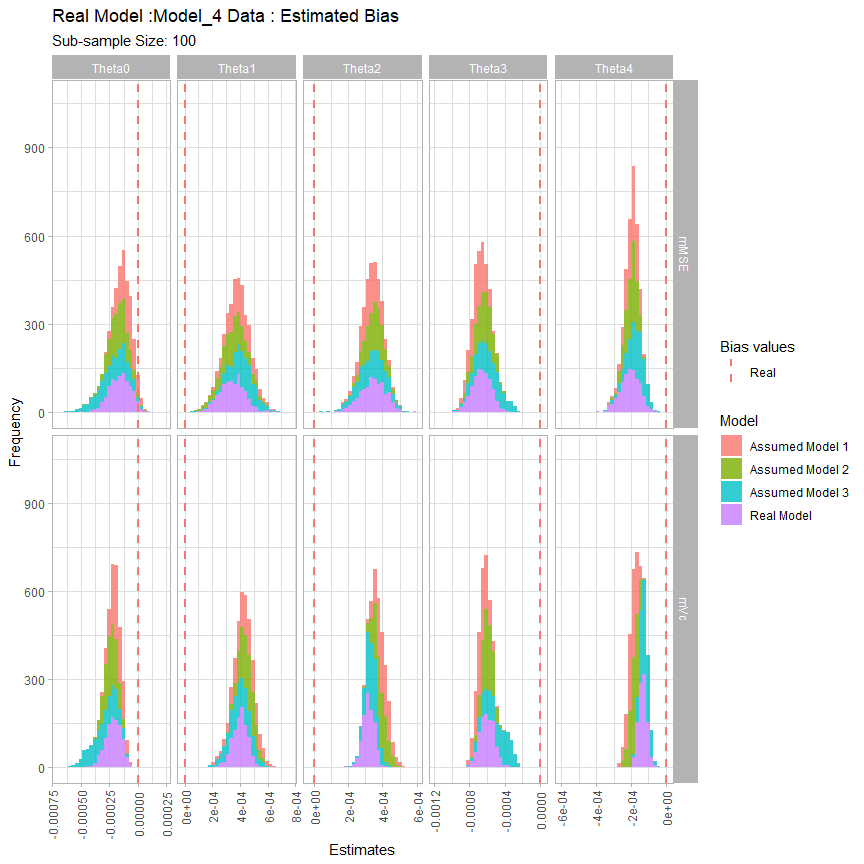 Real Model :Model_4 Data : Estimated Bias
Sub-sample Size: 100
Theta0 Theta1 Theta2 Theta3 Theta4
900
600
300
0
mMSE
900
600
300
0
mVc
Frequency
-0.00075 -0.00050 -0.00025 0.00000 0.00025
0e+00 2e-04 4e-04 6e-04 8e-04
0e+00 2e-04 4e-04 6e-04
-0.0012 -0.0008 -0.0004 0.0000
-6e-04 -4e-04 -2e-04 0e+00
Estimates
Bias values
Real
Model
Assumed Model 1
Assumed Model 2
Assumed Model 3
Real Model